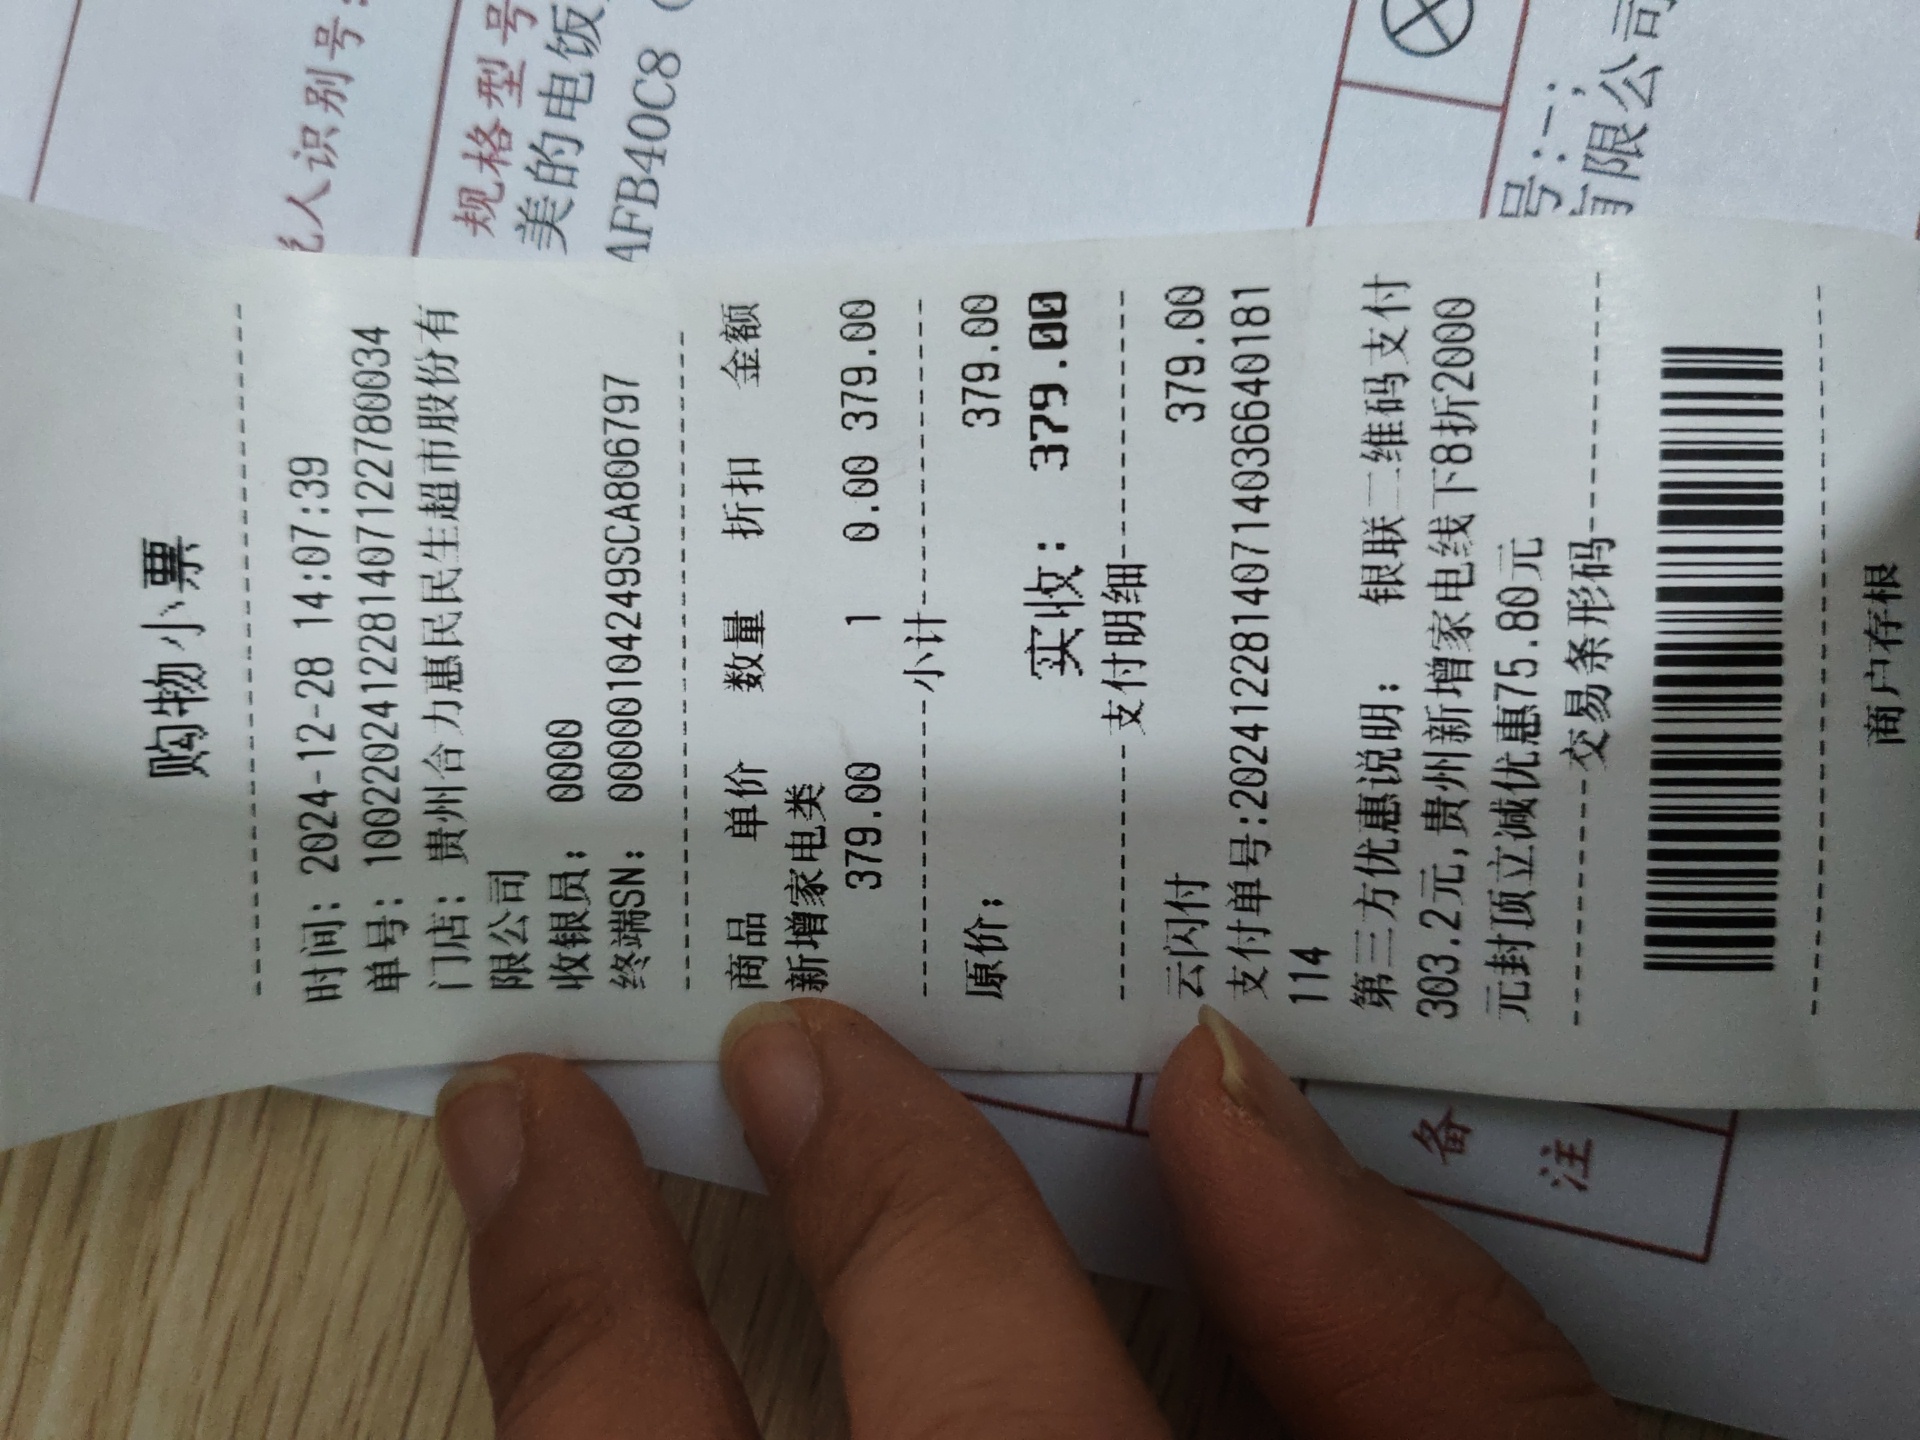 购物小票
时间: 2024-12-28 14:07:39
单号: 100220241228140712278​0034
门店: 贵州合力惠民民生超市股份有
限公司
收银员: 0000
终端SN: 00000104249SCA806797
商品 单价 数量 折扣 金额
新增家电类
379.00 1 0.00 379.00
小计
原价: 379.00
实收: 379.00
支付明细
云闪付 379.00
支付单号:20241228140714036640181
114
第三方优惠说明: 银联二维码支付
303.2元,贵州新增家电线下8折2000
元封顶立减优惠75.80元
交易条形码
商户存根
人识别号:
规格型号
美的电饭
AFB40C8
号:一;
有限公司
备
注